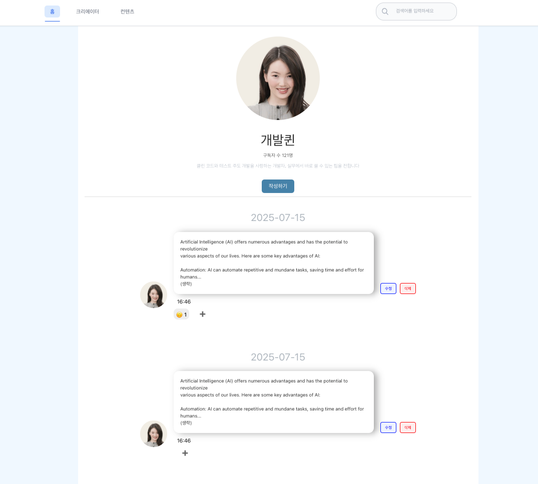 홈
크리에이터
컨텐츠
검색어를 입력하세요
개발퀸
구독자 수 121명
작성하기
2025-07-15
Artificial Intelligence (AI) offers numerous advantages and has the potential to
revolutionize
various aspects of our lives. Here are some key advantages of AI:
Automation: AI can automate repetitive and mundane tasks, saving time and effort for
humans...
(생략)
수정
삭제
16:46
1
2025-07-15
Artificial Intelligence (AI) offers numerous advantages and has the potential to
revolutionize
various aspects of our lives. Here are some key advantages of AI:
Automation: AI can automate repetitive and mundane tasks, saving time and effort for
humans...
(생략)
수정
삭제
16:46